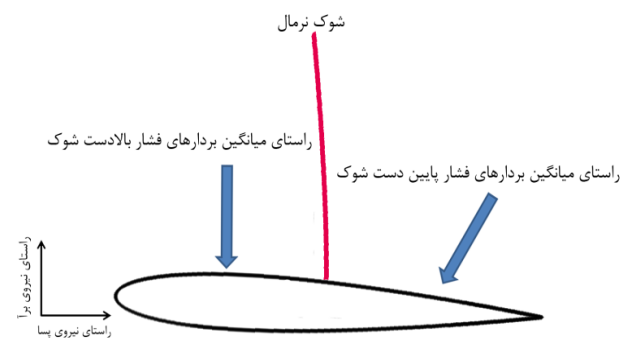 شوک نرمال
راستای میانگین بردارهای فشار بالادست شوک
راستای میانگین بردارهای فشار پایین دست شوک
راستای نیروی برآ
راستای نیروی پسا